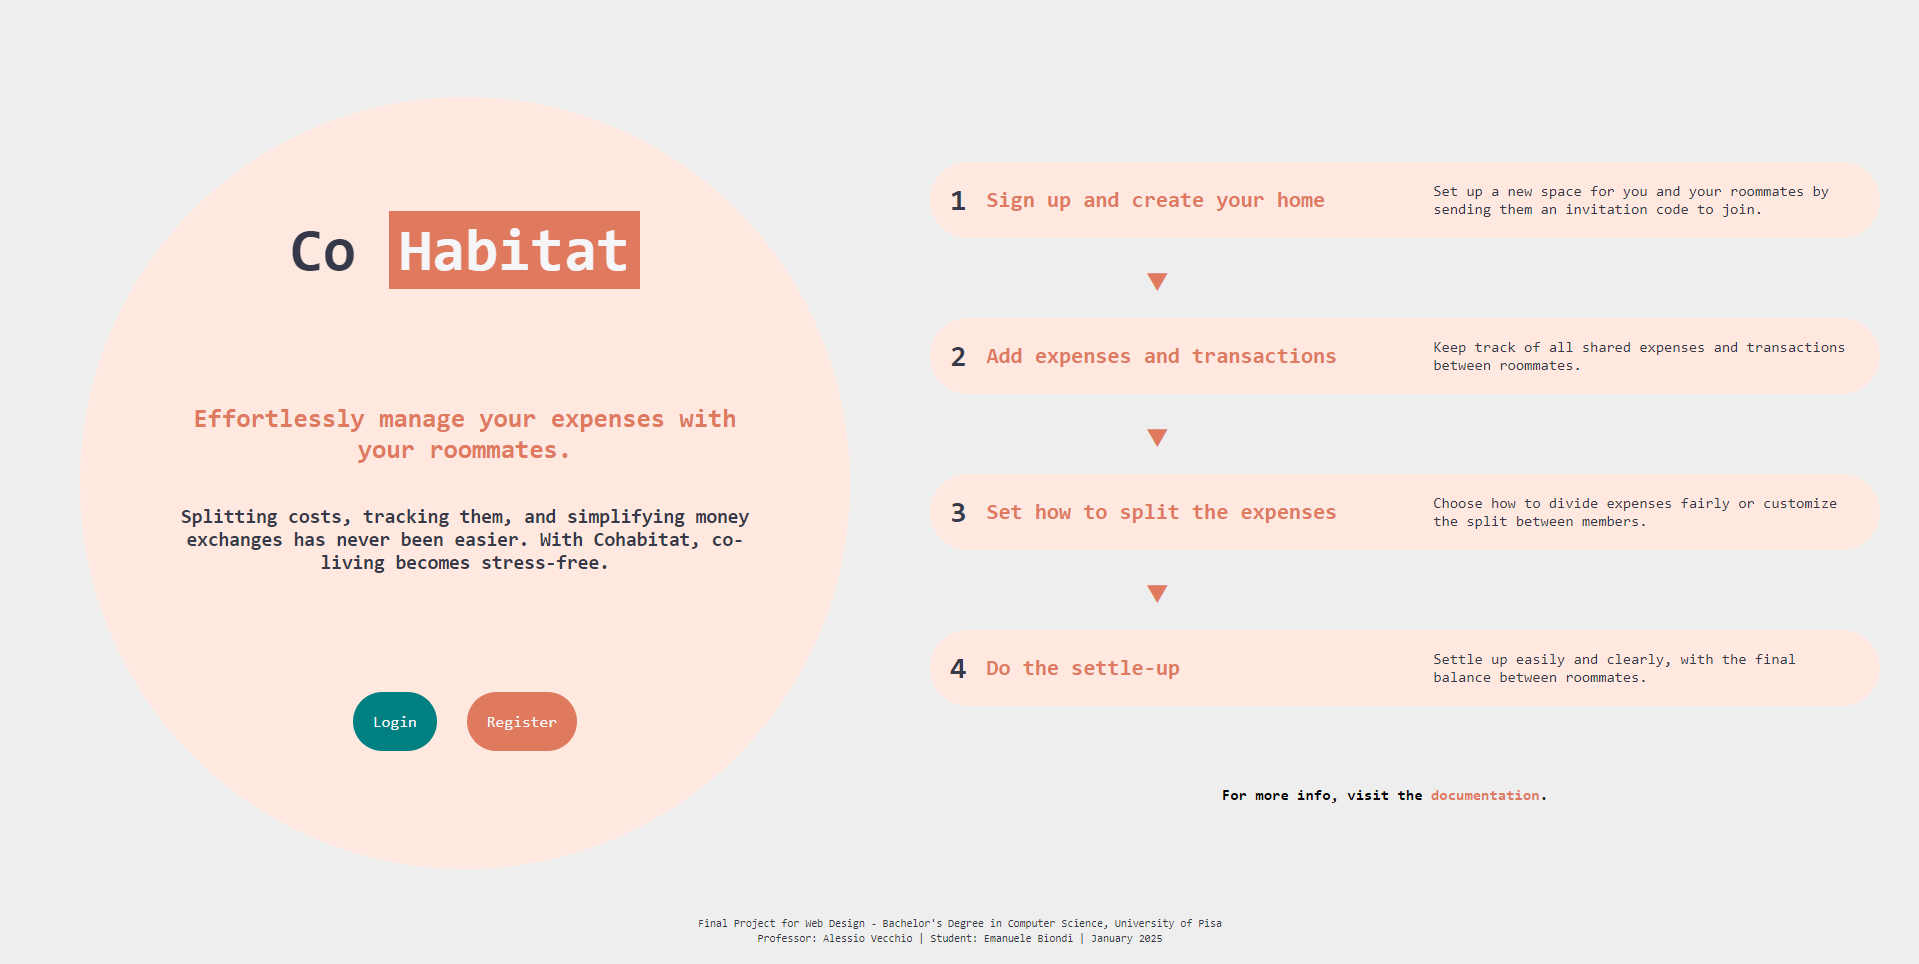 Co Habitat
Effortlessly manage your expenses with
your roommates.
Splitting costs, tracking them, and simplifying money
exchanges has never been easier. With Cohabitat, co-
living becomes stress-free.
Login
Register
1 Sign up and create your home
Set up a new space for you and your roommates by
sending them an invitation code to join.
2 Add expenses and transactions
Keep track of all shared expenses and transactions
between roommates.
3 Set how to split the expenses
Choose how to divide expenses fairly or customize
the split between members.
4 Do the settle-up
Settle up easily and clearly, with the final
balance between roommates.
For more info, visit the documentation.
Final Project for Web Design - Bachelor's Degree in Computer Science, University of Pisa
Professor: Alessio Vecchio | Student: Emanuele Biondi | January 2025